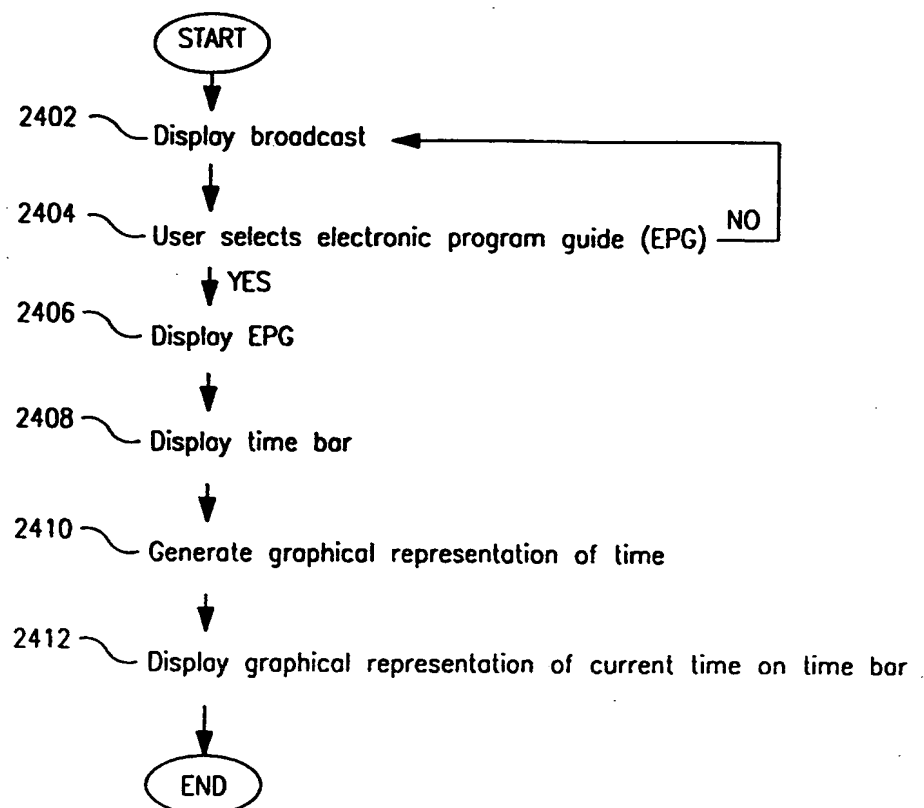 START
2402 Display broadcast
2404 User selects electronic program guide (EPG) NO
YES
2406 Display EPG
2408 Display time bar
2410 Generate graphical representation of time
2412 Display graphical representation of current time on time bar
END